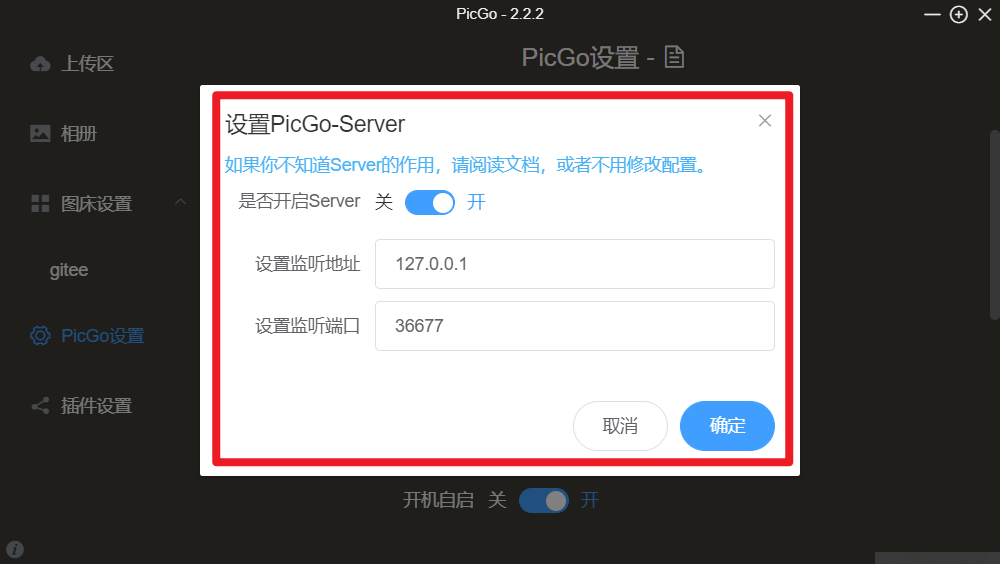 PicGo - 2.2.2
上传区
PicGo设置 -
相册
图床设置
gitee
PicGo设置
插件设置
设置PicGo-Server
如果你不知道Server的作用，请阅读文档，或者不用修改配置。
是否开启Server 关 开
设置监听地址 127.0.0.1
设置监听端口 36677
取消 确定
开机自启 关 开